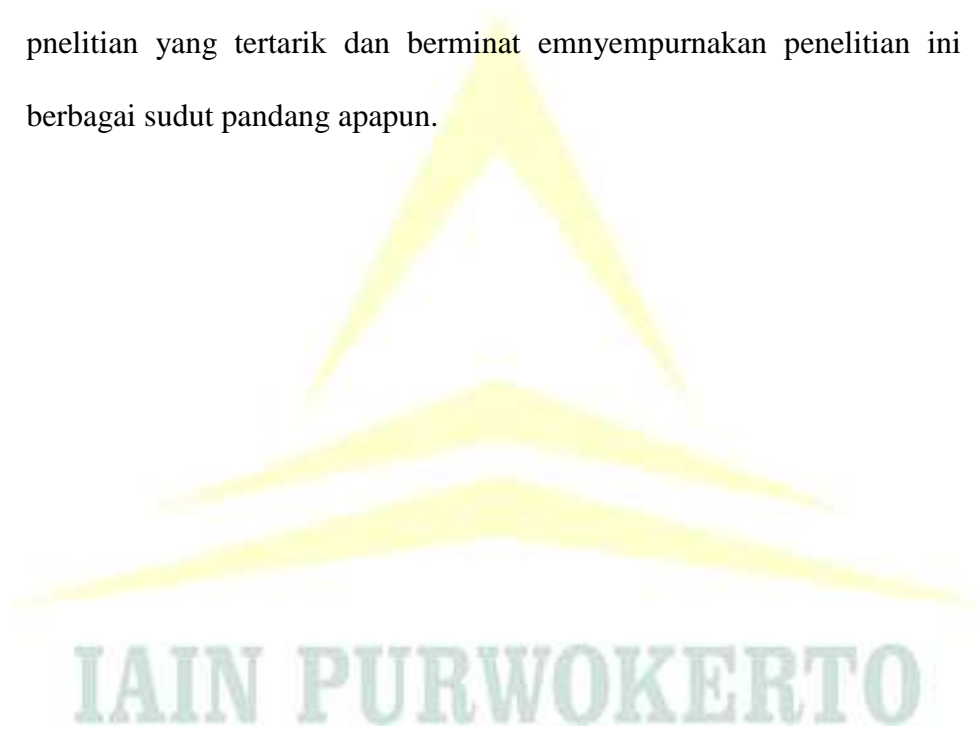 pnelitian yang tertarik dan berminat emnyempurnakan penelitian ini
berbagai sudut pandang apapun.
IAIN PURWOKERTO